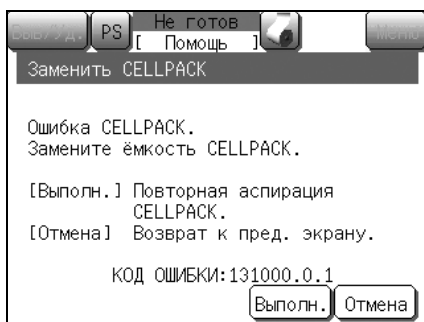 Выв/Уд.
PS
Не готов
[ Помощь ]
Меню
Заменить CELLPACK
Ошибка CELLPACK.
Замените ёмкость CELLPACK.
[Выполн.] Повторная аспирация
CELLPACK.
[Отмена] Возврат к пред. экрану.
КОД ОШИБКИ:131000.0.1
Выполн. Отмена